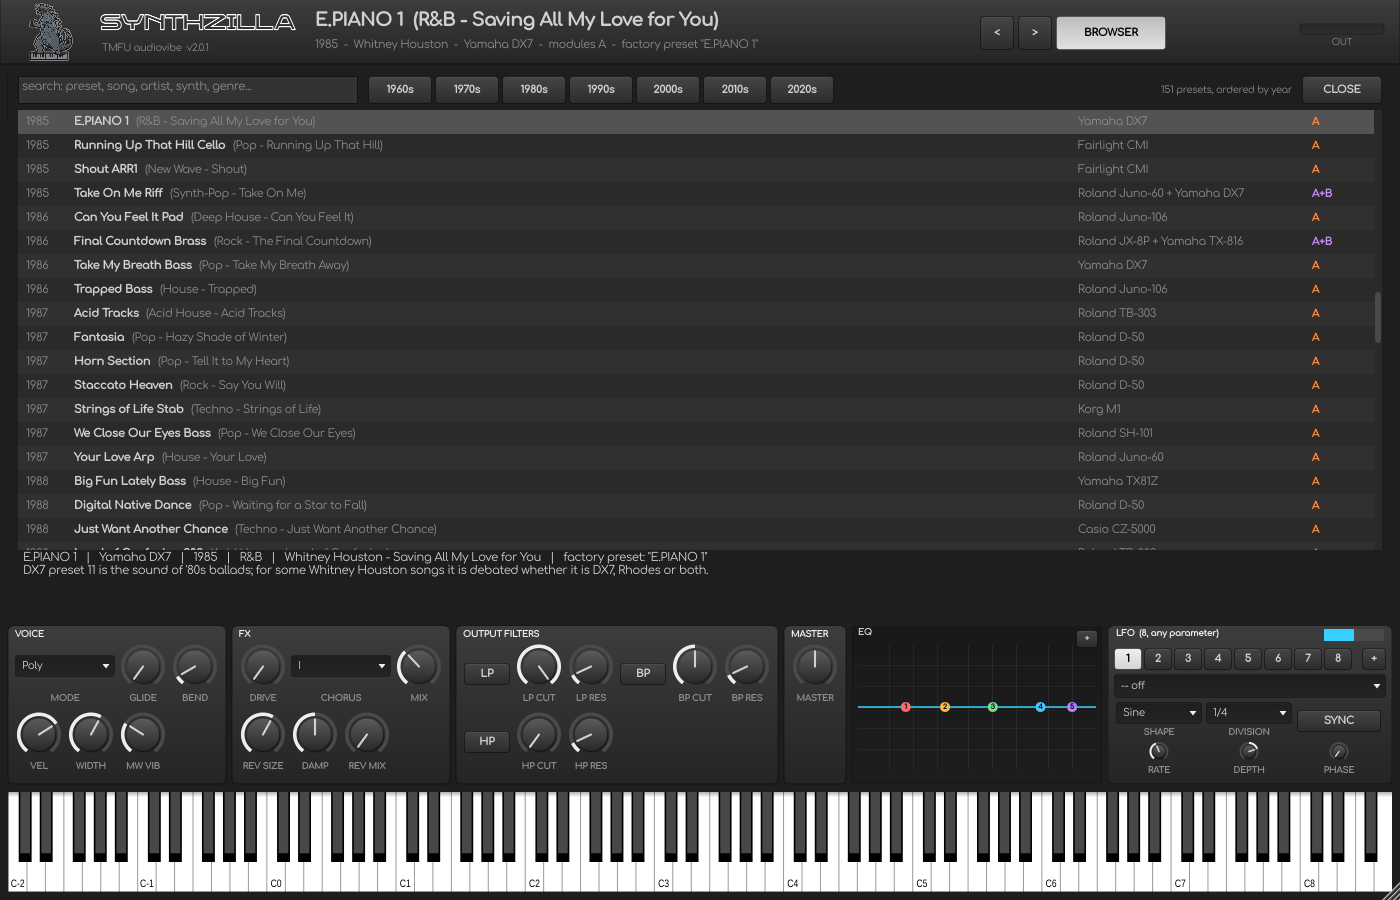 SYNTHZILLA
TMFU audiovibe v2.0.1
E.PIANO 1 (R&B - Saving All My Love for You)
1985 - Whitney Houston - Yamaha DX7 - modules A - factory preset "E.PIANO 1"
< > BROWSER
OUT
search: preset, song, artist, synth, genre...
1960s 1970s 1980s 1990s 2000s 2010s 2020s
151 presets, ordered by year CLOSE
1985 E.PIANO 1 (R&B - Saving All My Love for You) Yamaha DX7 A
1985 Running Up That Hill Cello (Pop - Running Up That Hill) Fairlight CMI A
1985 Shout ARR1 (New Wave - Shout) Fairlight CMI A
1985 Take On Me Riff (Synth-Pop - Take On Me) Roland Juno-60 + Yamaha DX7 A+B
1986 Can You Feel It Pad (Deep House - Can You Feel It) Roland Juno-106 A
1986 Final Countdown Brass (Rock - The Final Countdown) Roland JX-8P + Yamaha TX-816 A+B
1986 Take My Breath Bass (Pop - Take My Breath Away) Yamaha DX7 A
1986 Trapped Bass (House - Trapped) Roland Juno-106 A
1987 Acid Tracks (Acid House - Acid Tracks) Roland TB-303 A
1987 Fantasia (Pop - Hazy Shade of Winter) Roland D-50 A
1987 Horn Section (Pop - Tell It to My Heart) Roland D-50 A
1987 Staccato Heaven (Rock - Say You Will) Roland D-50 A
1987 Strings of Life Stab (Techno - Strings of Life) Korg M1 A
1987 We Close Our Eyes Bass (Pop - We Close Our Eyes) Roland SH-101 A
1987 Your Love Arp (House - Your Love) Roland Juno-60 A
1988 Big Fun Lately Bass (House - Big Fun) Yamaha TX81Z A
1988 Digital Native Dance (Pop - Waiting for a Star to Fall) Roland D-50 A
1988 Just Want Another Chance (Techno - Just Want Another Chance) Casio CZ-5000 A
E.PIANO 1 | Yamaha DX7 | 1985 | R&B | Whitney Houston - Saving All My Love for You | factory preset: "E.PIANO 1"
DX7 preset 11 is the sound of '80s ballads; for some Whitney Houston songs it is debated whether it is DX7, Rhodes or both.
VOICE
Poly
MODE GLIDE BEND
VEL WIDTH MW VIB
FX
I
DRIVE CHORUS MIX
REV SIZE DAMP REV MIX
OUTPUT FILTERS
LP BP
LP CUT LP RES BP CUT BP RES
HP
HP CUT HP RES
MASTER
MASTER
EQ
+
1 2 3 4 5
LFO (8, any parameter)
1 2 3 4 5 6 7 8 +
-- off
Sine 1/4 SYNC
SHAPE DIVISION
RATE DEPTH PHASE
C-2 C-1 C0 C1 C2 C3 C4 C5 C6 C7 C8